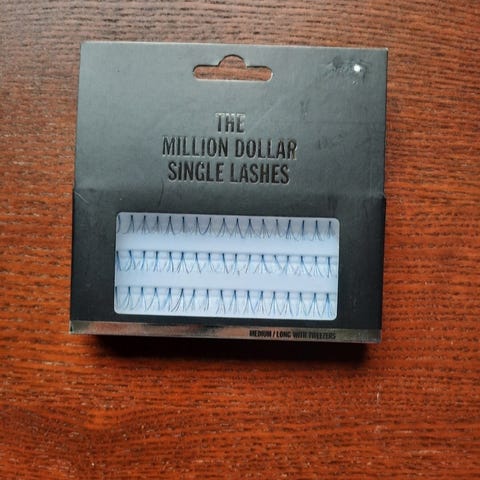 THE
MILLION DOLLAR
SINGLE LASHES
MEDIUM / LONG WITH TWEEZERS